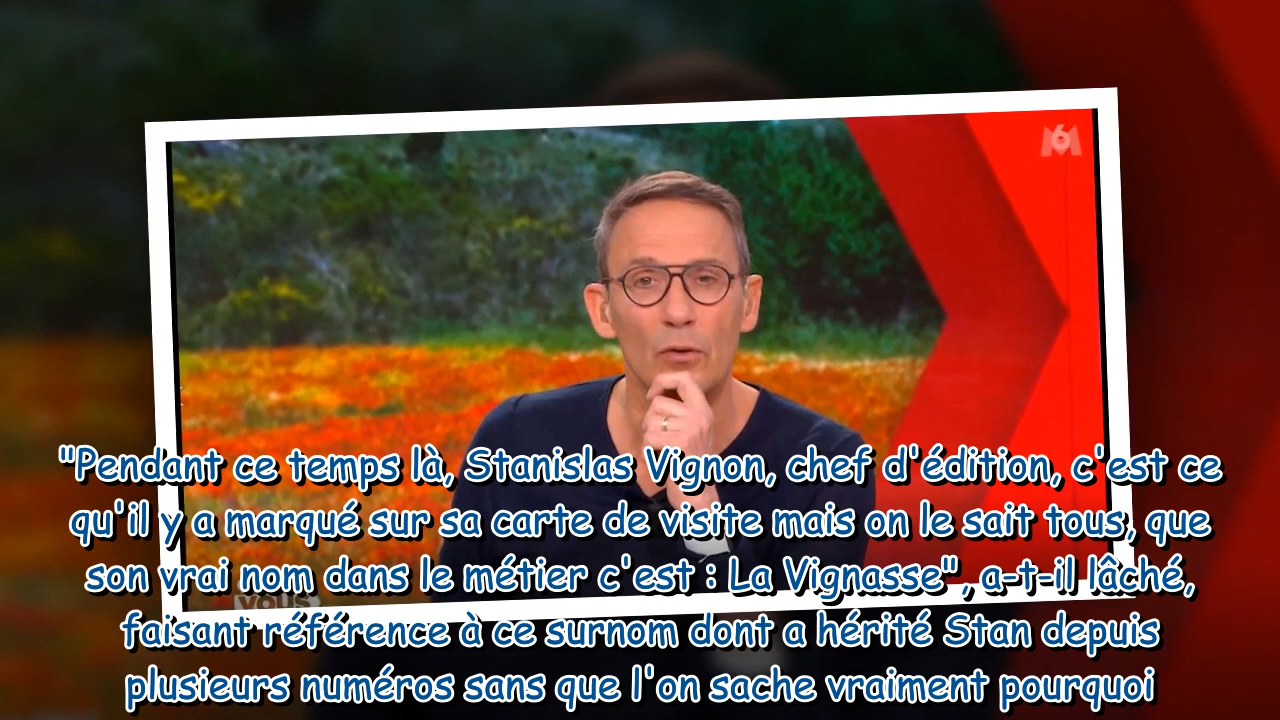 M6
"Pendant ce temps là, Stanislas Vignon, chef d'édition, c'est ce
qu'il y a marqué sur sa carte de visite mais on le sait tous, que
son vrai nom dans le métier c'est : La Vignasse", a-t-il lâché,
VOUS
faisant référence à ce surnom dont a hérité Stan depuis
plusieurs numéros sans que l'on sache vraiment pourquoi